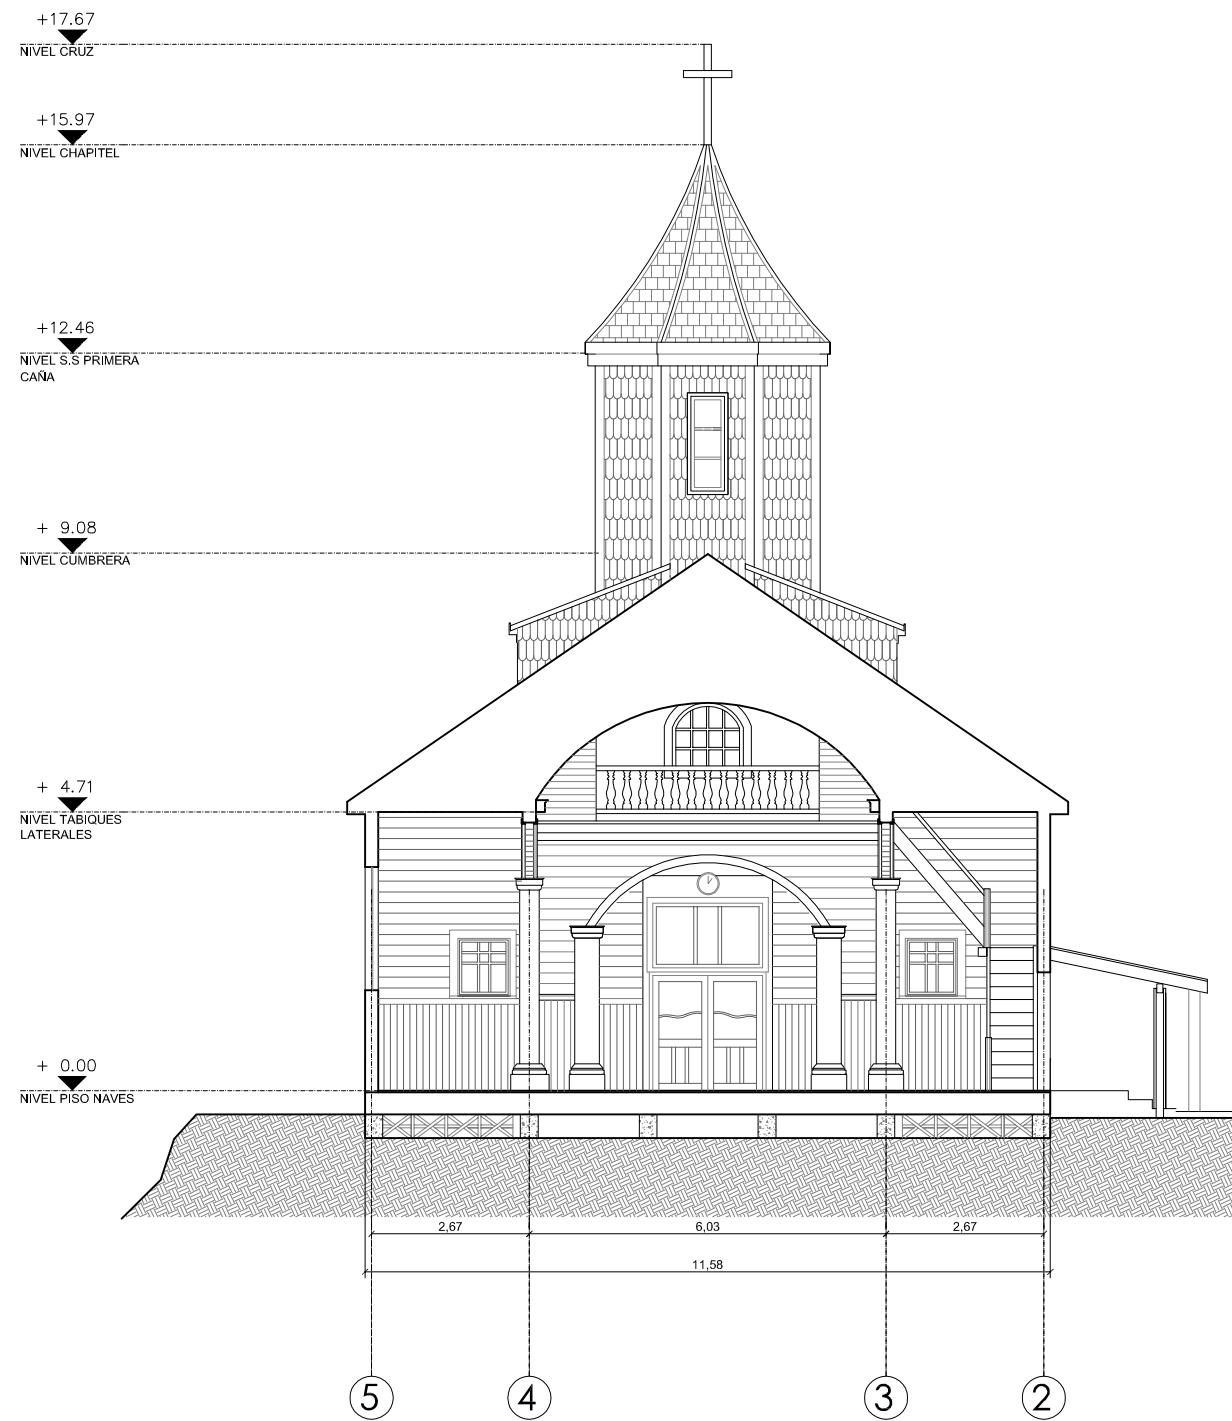 +17.67
NIVEL CRUZ
+15.97
NIVEL CHAPITEL
+12.46
NIVEL S.S PRIMERA
CAÑA
+ 9.08
NIVEL CUMBRERA
+ 4.71
NIVEL TABIQUES
LATERALES
+ 0.00
NIVEL PISO NAVES
2,67 6,03 2,67
11,58
5 4 3 2